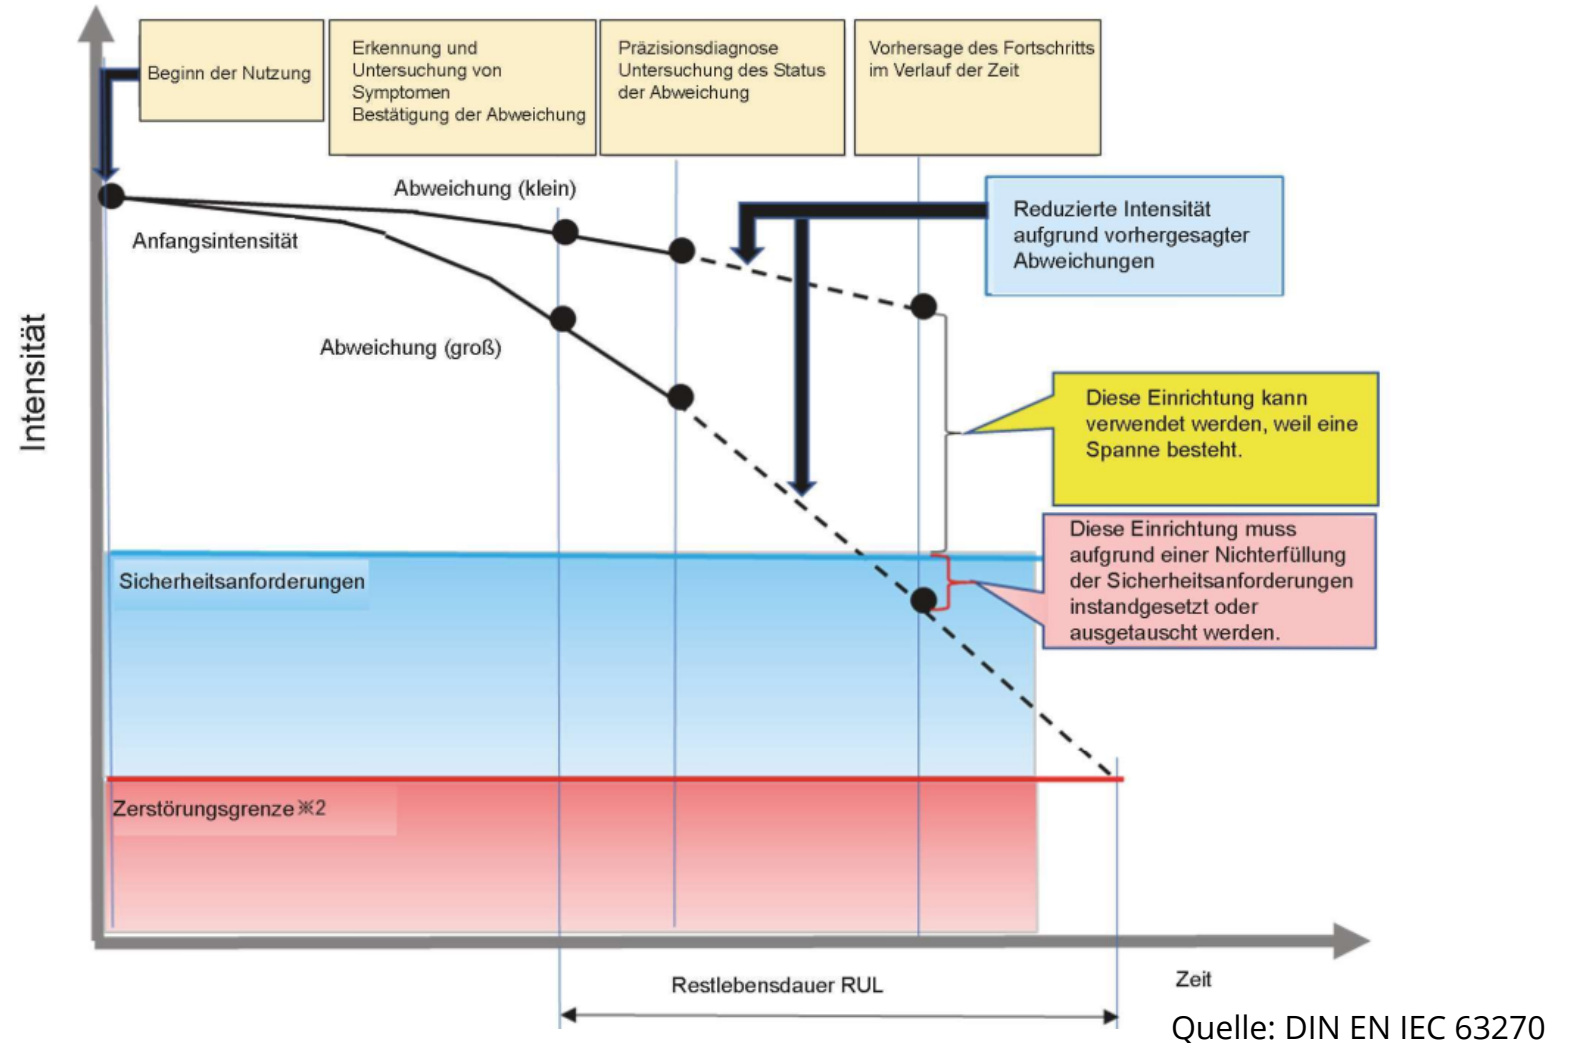 Beginn der Nutzung
Erkennung und
Untersuchung von
Symptomen
Bestätigung der Abweichung
Präzisionsdiagnose
Untersuchung des Status
der Abweichung
Vorhersage des Fortschritts
im Verlauf der Zeit
Abweichung (klein)
Anfangsintensität
Abweichung (groß)
Reduzierte Intensität
aufgrund vorhergesagter
Abweichungen
Intensität
Diese Einrichtung kann
verwendet werden, weil eine
Spanne besteht.
Diese Einrichtung muss
aufgrund einer Nichterfüllung
der Sicherheitsanforderungen
instandgesetzt oder
ausgetauscht werden.
Sicherheitsanforderungen
Zerstörungsgrenze※2
Restlebensdauer RUL
Zeit
Quelle: DIN EN IEC 63270